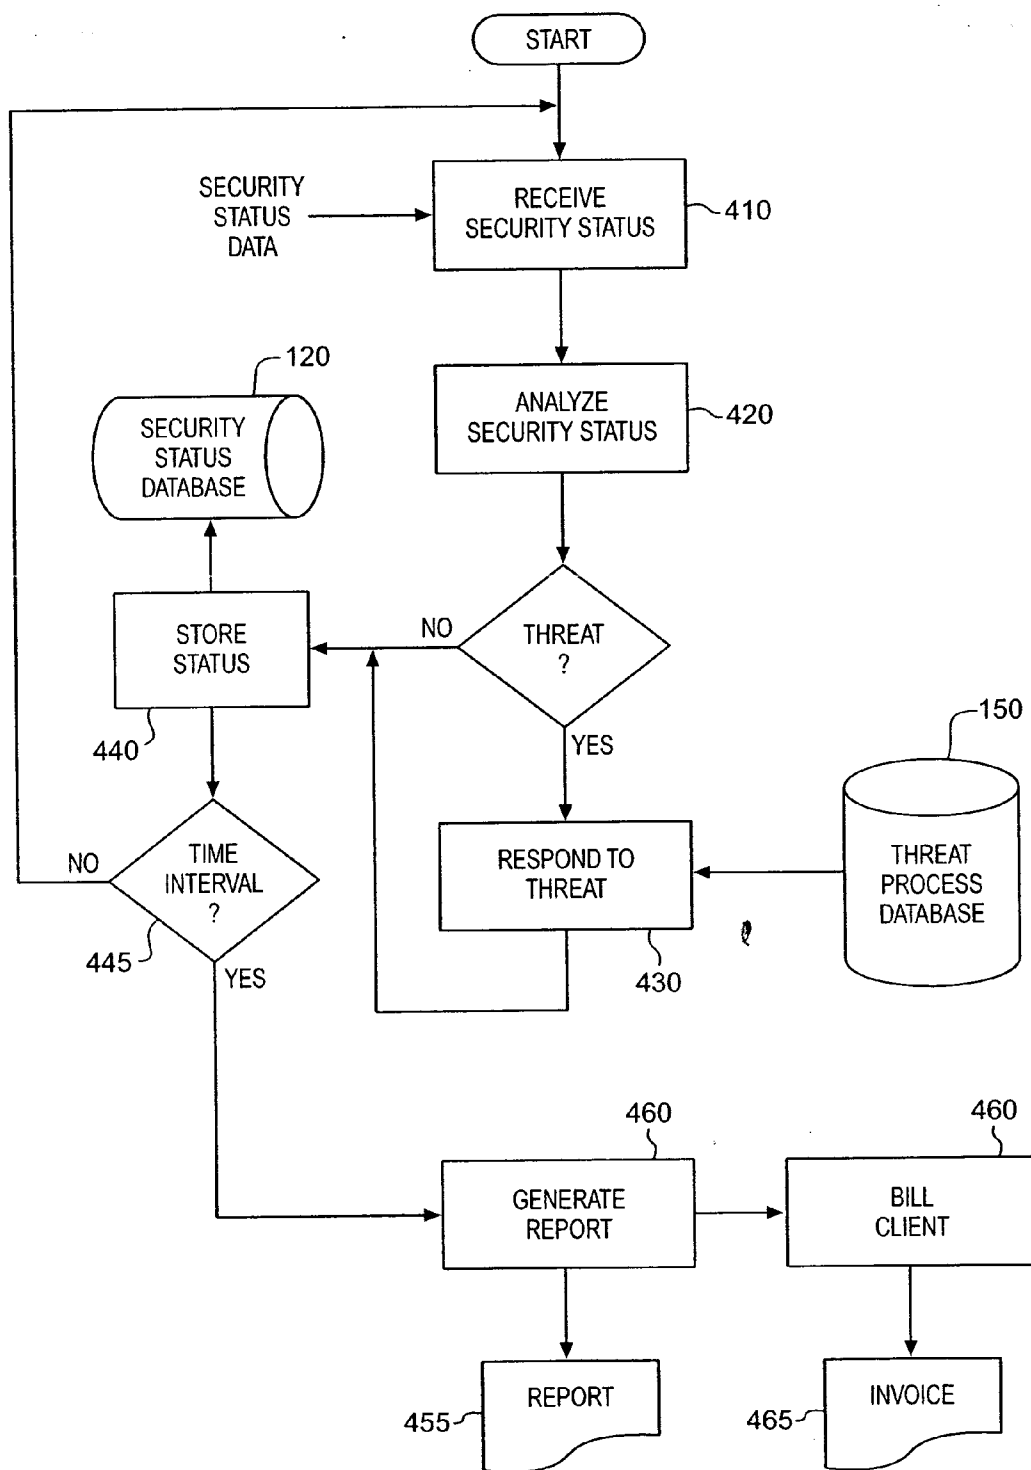 START
SECURITY
STATUS
DATA
RECEIVE
SECURITY STATUS
410
120
SECURITY
STATUS
DATABASE
ANALYZE
SECURITY STATUS
420
STORE
STATUS
440
NO
THREAT
?
YES
150
THREAT
PROCESS
DATABASE
NO
TIME
INTERVAL
?
445
YES
RESPOND TO
THREAT
430
460
GENERATE
REPORT
460
BILL
CLIENT
455
REPORT
465
INVOICE